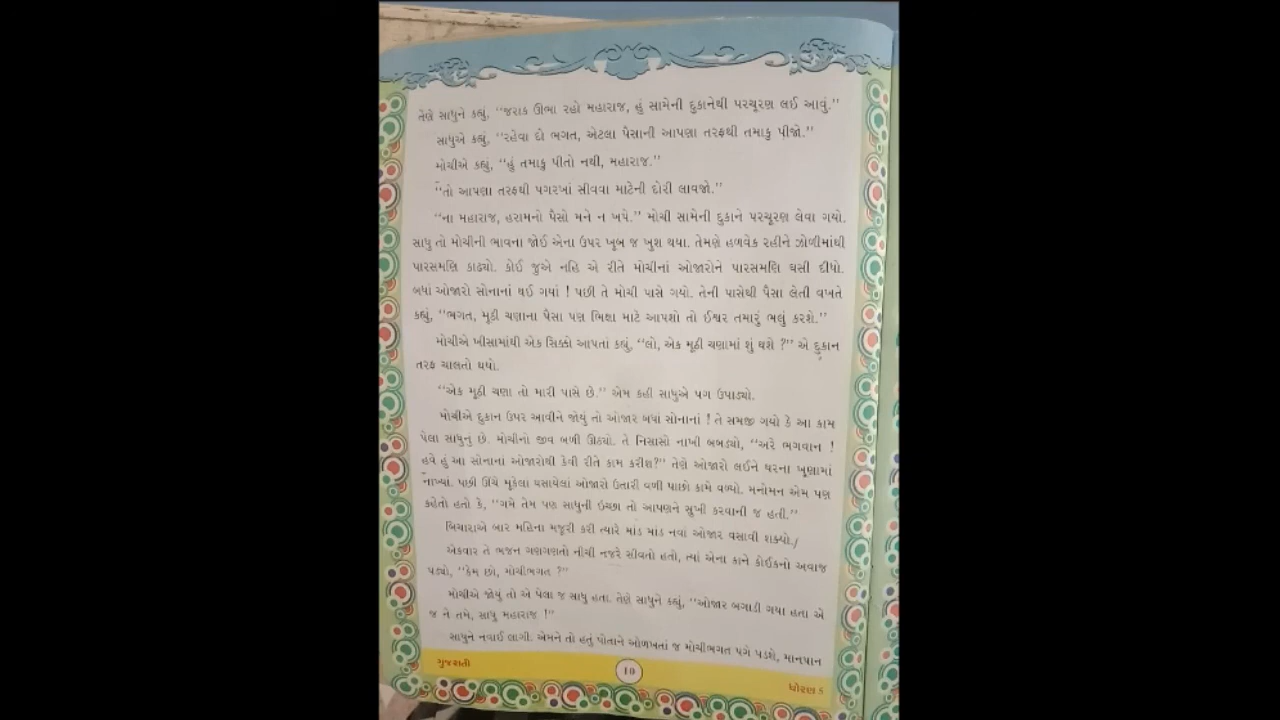 તેણે સાધુને કહ્યું, “જરાક ઊભા રહો મહારાજ, હું સામેની દુકાનેથી પરચૂરણ લઈ આવું.”
સાધુએ કહ્યું, “રહેવા દો ભગત, એટલા પૈસાની આપણા તરફથી તમાકુ પીજો.”
મોચીએ કહ્યું, “હું તમાકુ પીતો નથી, મહારાજ.”
“તો આપણા તરફથી પગરખાં સીવવા માટેની દોરી લાવજો.”
“ના મહારાજ, હરામનો પૈસો મને ન ખપે.” મોચી સામેની દુકાને પરચૂરણ લેવા ગયો.
સાધુ તો મોચીની ભાવના જોઈ એના ઉપર ખૂબ જ ખુશ થયા. તેમણે હળવેક રહીને ઝોળીમાંથી
પારસમણિ કાઢ્યો. કોઈ જુએ નહિ એ રીતે મોચીનાં ઓજારોને પારસમણિ ઘસી દીધો.
બધાં ઓજારો સોનાનાં થઈ ગયાં ! પછી તે મોચી પાસે ગયો. તેની પાસેથી પૈસા લેતી વખતે
કહ્યું, “ભગત, મૂઠી ચણાના પૈસા પણ ભિક્ષા માટે આપશો તો ઈશ્વર તમારું ભલું કરશે.”
મોચીએ ખીસામાંથી એક સિક્કો આપતાં કહ્યું, “લો, એક મૂઠી ચણામાં શું થશે ?” એ દુકાન
તરફ ચાલતો થયો.
“એક મૂઠી ચણા તો મારી પાસે છે.” એમ કહી સાધુએ પગ ઉપાડ્યો.
મોચીએ દુકાન ઉપર આવીને જોયું તો ઓજાર બધાં સોનાનાં ! તે સમજી ગયો કે આ કામ
પેલા સાધુનું છે. મોચીનો જીવ બળી ઊઠ્યો. તે નિસાસો નાખી બબડ્યો, “અરે ભગવાન !
હવે હું આ સોનાનાં ઓજારોથી કેવી રીતે કામ કરીશ?” તેણે ઓજારો લઈને ઘરના ખૂણામાં
નાખ્યાં. પછી ઊંચે મૂકેલા ઘસાયેલાં ઓજારો ઉતારી વળી પાછો કામે વળ્યો. મનોમન એમ પણ
કહેતો હતો કે, “ગમે તેમ પણ સાધુની ઇચ્છા તો આપણને સુખી કરવાની જ હતી.”
બિચારાએ બાર મહિના મજૂરી કરી ત્યારે માંડ માંડ નવાં ઓજાર વસાવી શક્યો.
એકવાર તે ભજન ગણગણતો નીચી નજરે સીવતો હતો, ત્યાં એના કાને કોઈકનો અવાજ
પડ્યો, “કેમ છો, મોચીભગત ?”
મોચીએ જોયું તો એ પેલા જ સાધુ હતા. તેણે સાધુને કહ્યું, “ઓજાર બગાડી ગયા હતા એ
જ ને તમે, સાધુ મહારાજ !”
સાધુને નવાઈ લાગી. એમને તો હતું પોતાને ઓળખતાં જ મોચીભગત પગે પડશે, માનપાન
ગુજરાતી
10
ધોરણ 5